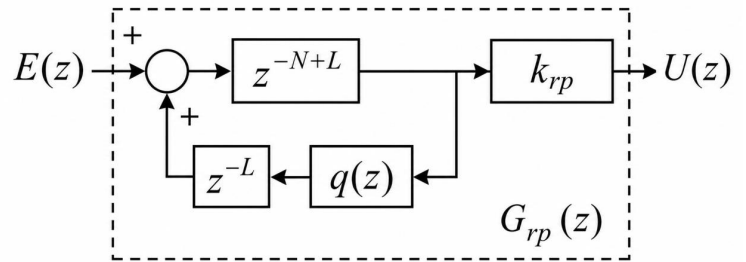 +
E(z) z^{-N+L} k_{rp} U(z)
+
z^{-L} q(z)
G_{rp}(z)